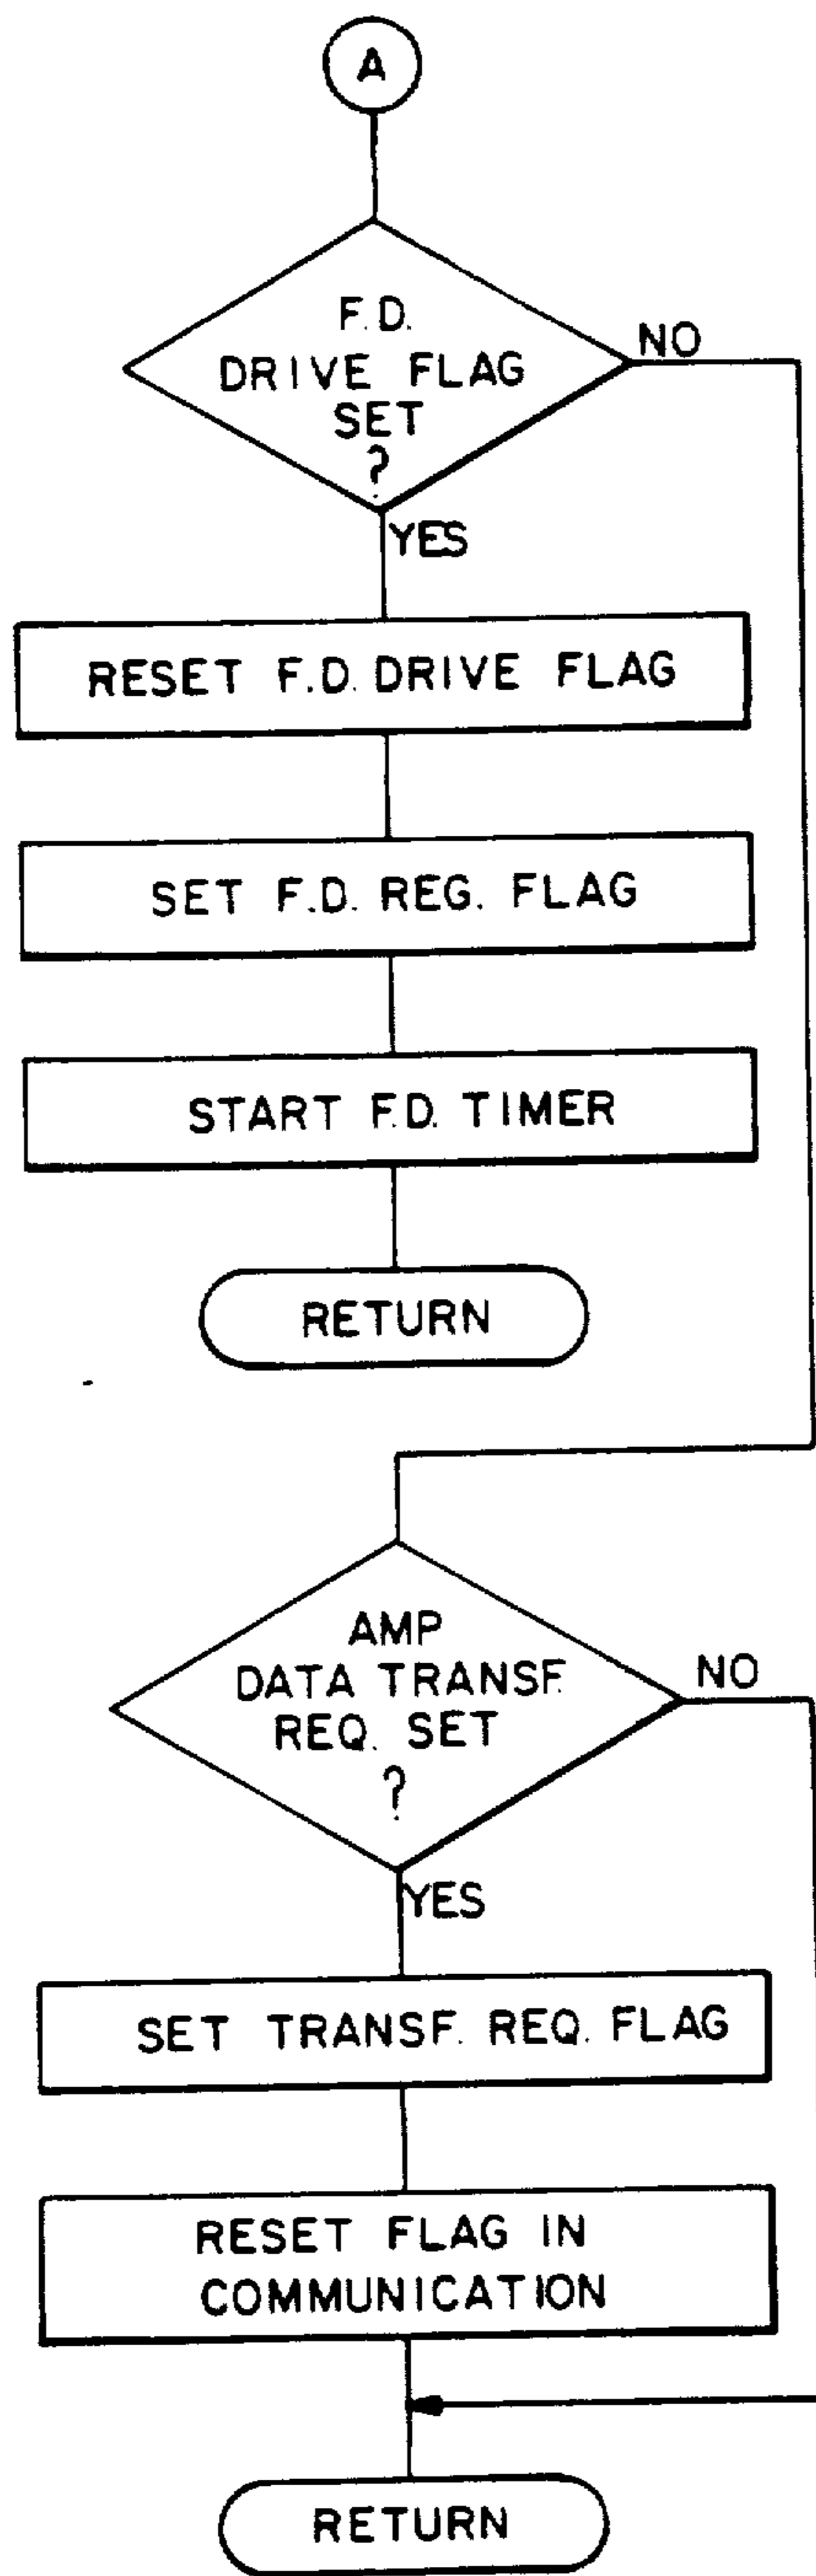 A
F.D.
DRIVE FLAG
SET
?
NO
YES
RESET F.D. DRIVE FLAG
SET F.D. REG. FLAG
START F.D. TIMER
RETURN
AMP
DATA TRANSF.
REQ. SET
?
NO
YES
SET TRANSF. REQ. FLAG
RESET FLAG IN
COMMUNICATION
RETURN